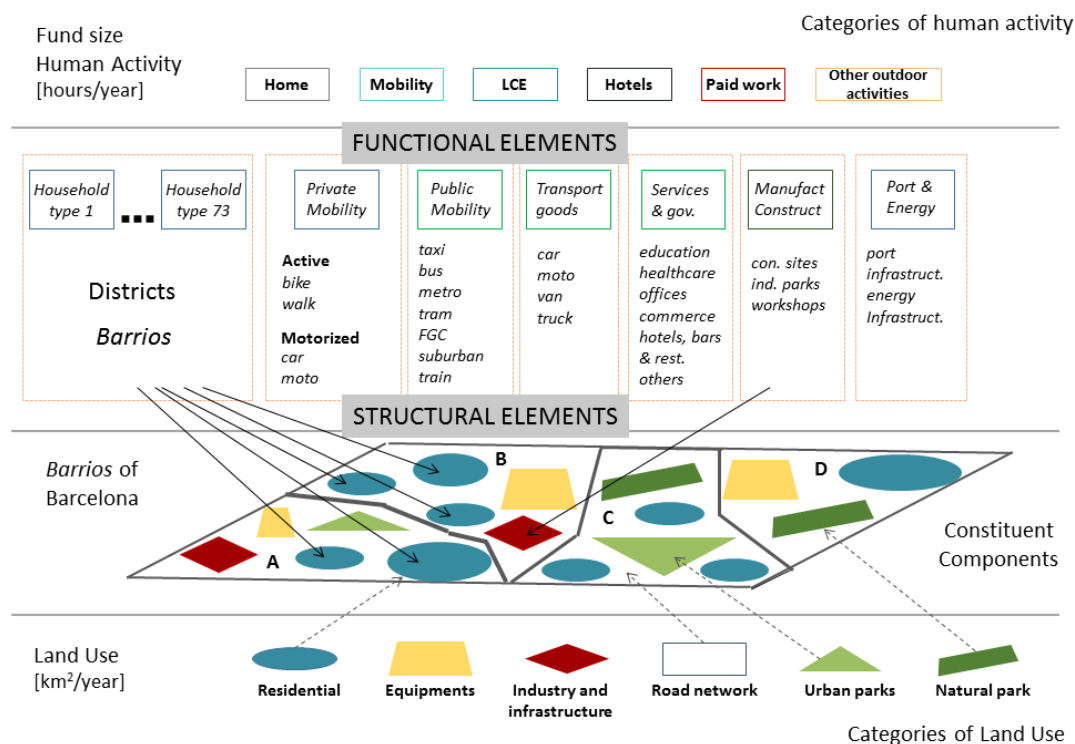 Categories of human activity
Fund size
Human Activity
[hours/year]
Home
Mobility
LCE
Hotels
Paid work
Other outdoor
activities
FUNCTIONAL ELEMENTS
Household
type 1
...
Household
type 73
Districts
Barrios
Private
Mobility
Active
bike
walk
Motorized
car
moto
Public
Mobility
taxi
bus
metro
tram
FGC
suburban
train
Transport
goods
car
moto
van
truck
Services
& gov.
education
healthcare
offices
commerce
hotels, bars
& rest.
others
Manufact
Construct
con. sites
ind. parks
workshops
Port &
Energy
port
infrastruct.
energy
Infrastruct.
STRUCTURAL ELEMENTS
Barrios of
Barcelona
A
B
C
D
Constituent
Components
Land Use
[km²/year]
Residential
Equipments
Industry and
infrastructure
Road network
Urban parks
Natural park
Categories of Land Use